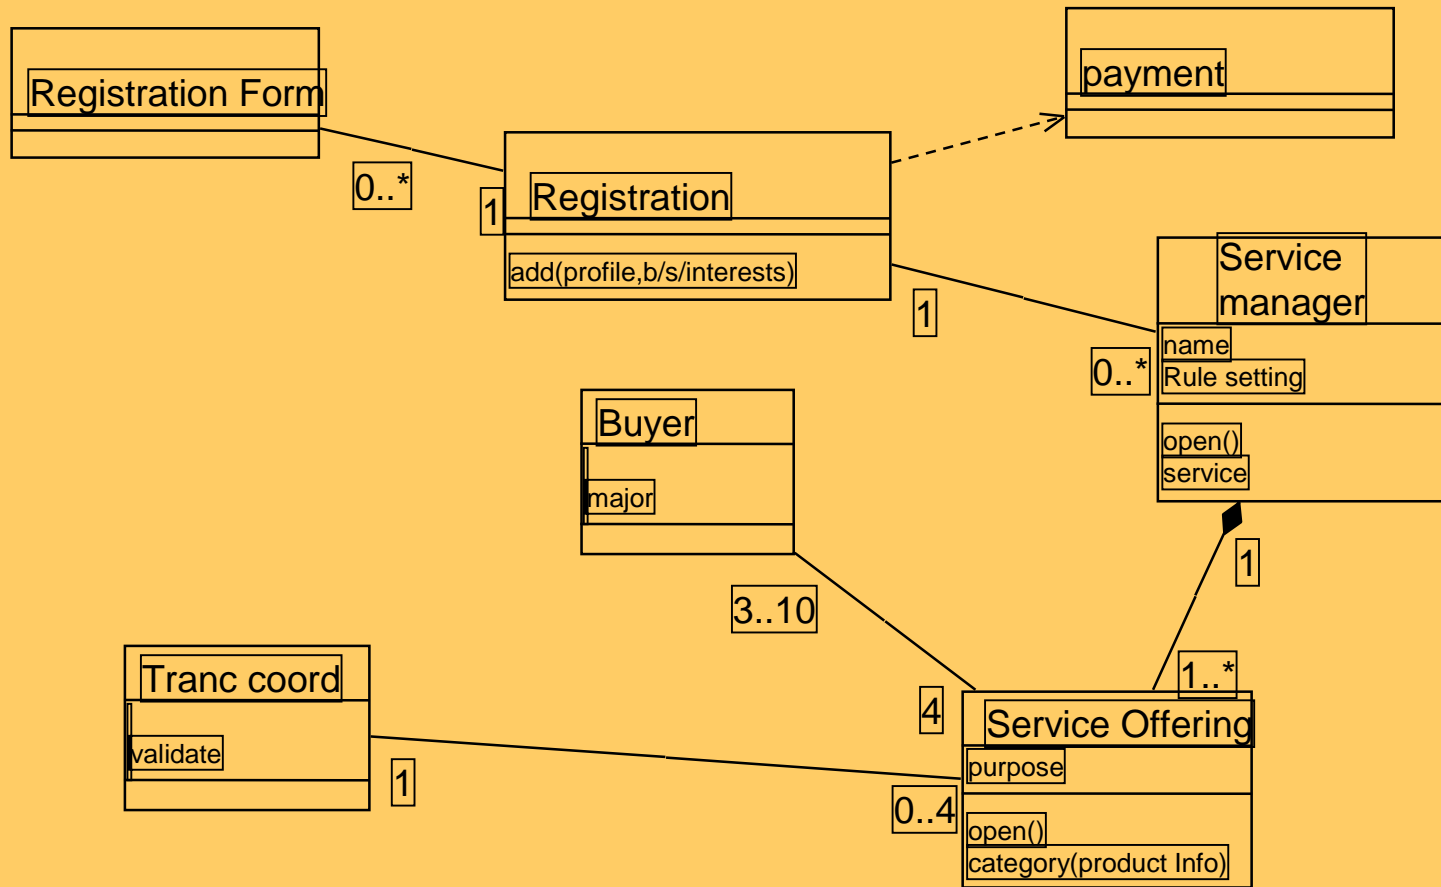 Registration Form
payment
0..*
1
Registration
add(profile,b/s/interests)
1
0..*
Service
manager
name
Rule setting
open()
service
Buyer
major
3..10
1
1..*
4
Tranc coord
validate
1
0..4
Service Offering
purpose
open()
category(product Info)